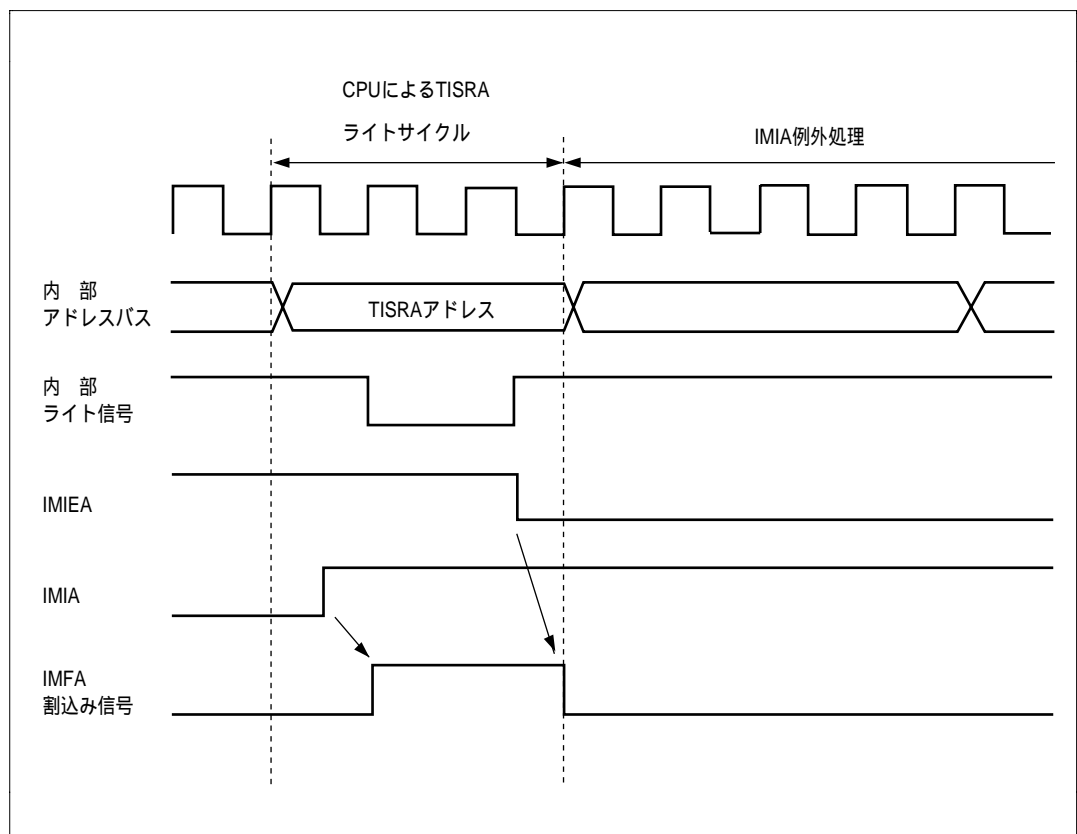 CPUによるTISRA
ライトサイクル
IMIA例外処理
内 部
アドレスバス
TISRAアドレス
内 部
ライト信号
IMIEA
IMIA
IMFA
割込み信号